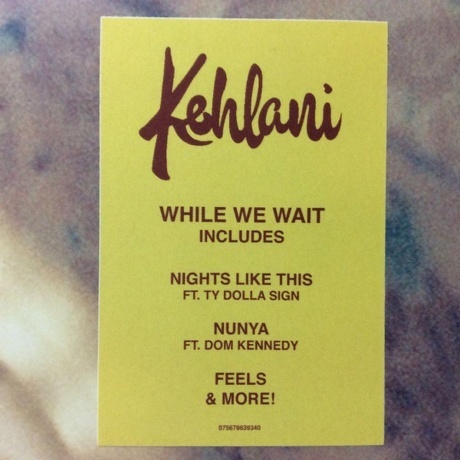 Kehlani
WHILE WE WAIT
INCLUDES
NIGHTS LIKE THIS
FT. TY DOLLA SIGN
NUNYA
FT. DOM KENNEDY
FEELS
& MORE!
075678639340